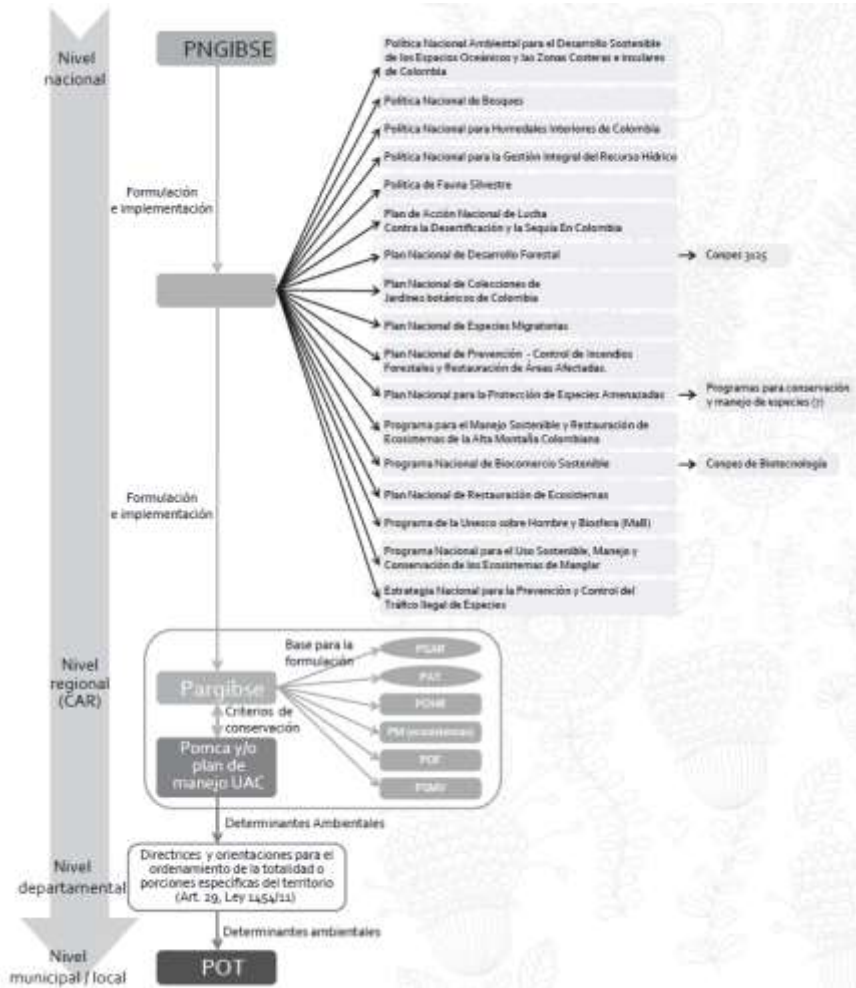 Nivel
nacional
PNGIBSE
Política Nacional Ambiental para el Desarrollo Sostenible
de los Espacios Oceánicos y las Zonas Costeras e Insulares
de Colombia
Política Nacional de Bosques
Política Nacional para Humedales Interiores de Colombia
Política Nacional para la Gestión Integral del Recurso Hídrico
Política de Fauna Silvestre
Plan de Acción Nacional de Lucha
Contra la Desertificación y la Sequía En Colombia
Plan Nacional de Desarrollo Forestal
Conpes 3125
Plan Nacional de Colecciones de
Jardines botánicos de Colombia
Plan Nacional de Especies Migratorias
Plan Nacional de Prevención - Control de Incendios
Forestales y Restauración de Áreas Afectadas.
Plan Nacional para la Protección de Especies Amenazadas
Programas para conservación
y manejo de especies (7)
Programa para el Manejo Sostenible y Restauración de
Ecosistemas de la Alta Montaña Colombiana
Programa Nacional de Biocomercio Sostenible
Conpes de Biotecnología
Plan Nacional de Restauración de Ecosistemas
Programa de la Unesco sobre Hombre y Biosfera (MaB)
Programa Nacional para el Uso Sostenible, Manejo y
Conservación de los Ecosistemas de Manglar
Estrategia Nacional para la Prevención y Control del
Tráfico Ilegal de Especies
Formulación
e implementación
Formulación
e implementación
Nivel
regional
(CAR)
Base para la
formulación
Pargibse
Criterios de
conservación
Pomca y/o
plan de
manejo UAC
PGAR
PAT
PM (ecosistemas)
POF
Determinantes Ambientales
Nivel
departamental
Directrices y orientaciones para el
ordenamiento de la totalidad o
porciones específicas del territorio
(Art. 29, Ley 1454/11)
Determinantes ambientales
Nivel
municipal / local
POT